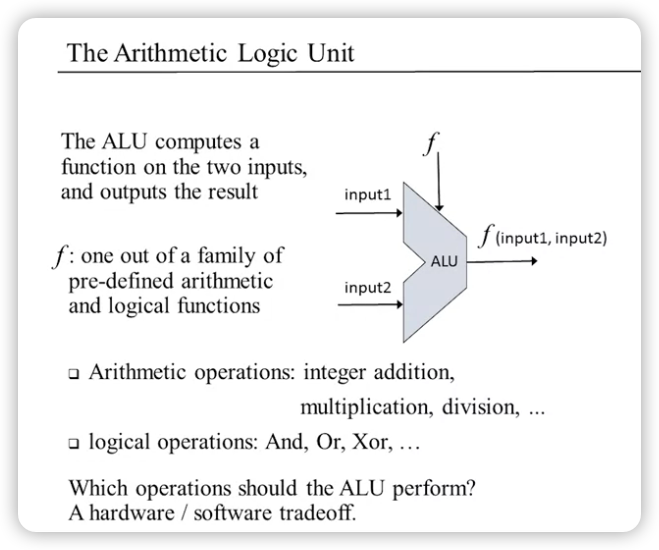 The Arithmetic Logic Unit
The ALU computes a
function on the two inputs,
and outputs the result
f: one out of a family of
pre-defined arithmetic
and logical functions
f
input1
input2
ALU
f (input1, input2)
❑ Arithmetic operations: integer addition,
multiplication, division, ...
❑ logical operations: And, Or, Xor, ...
Which operations should the ALU perform?
A hardware / software tradeoff.